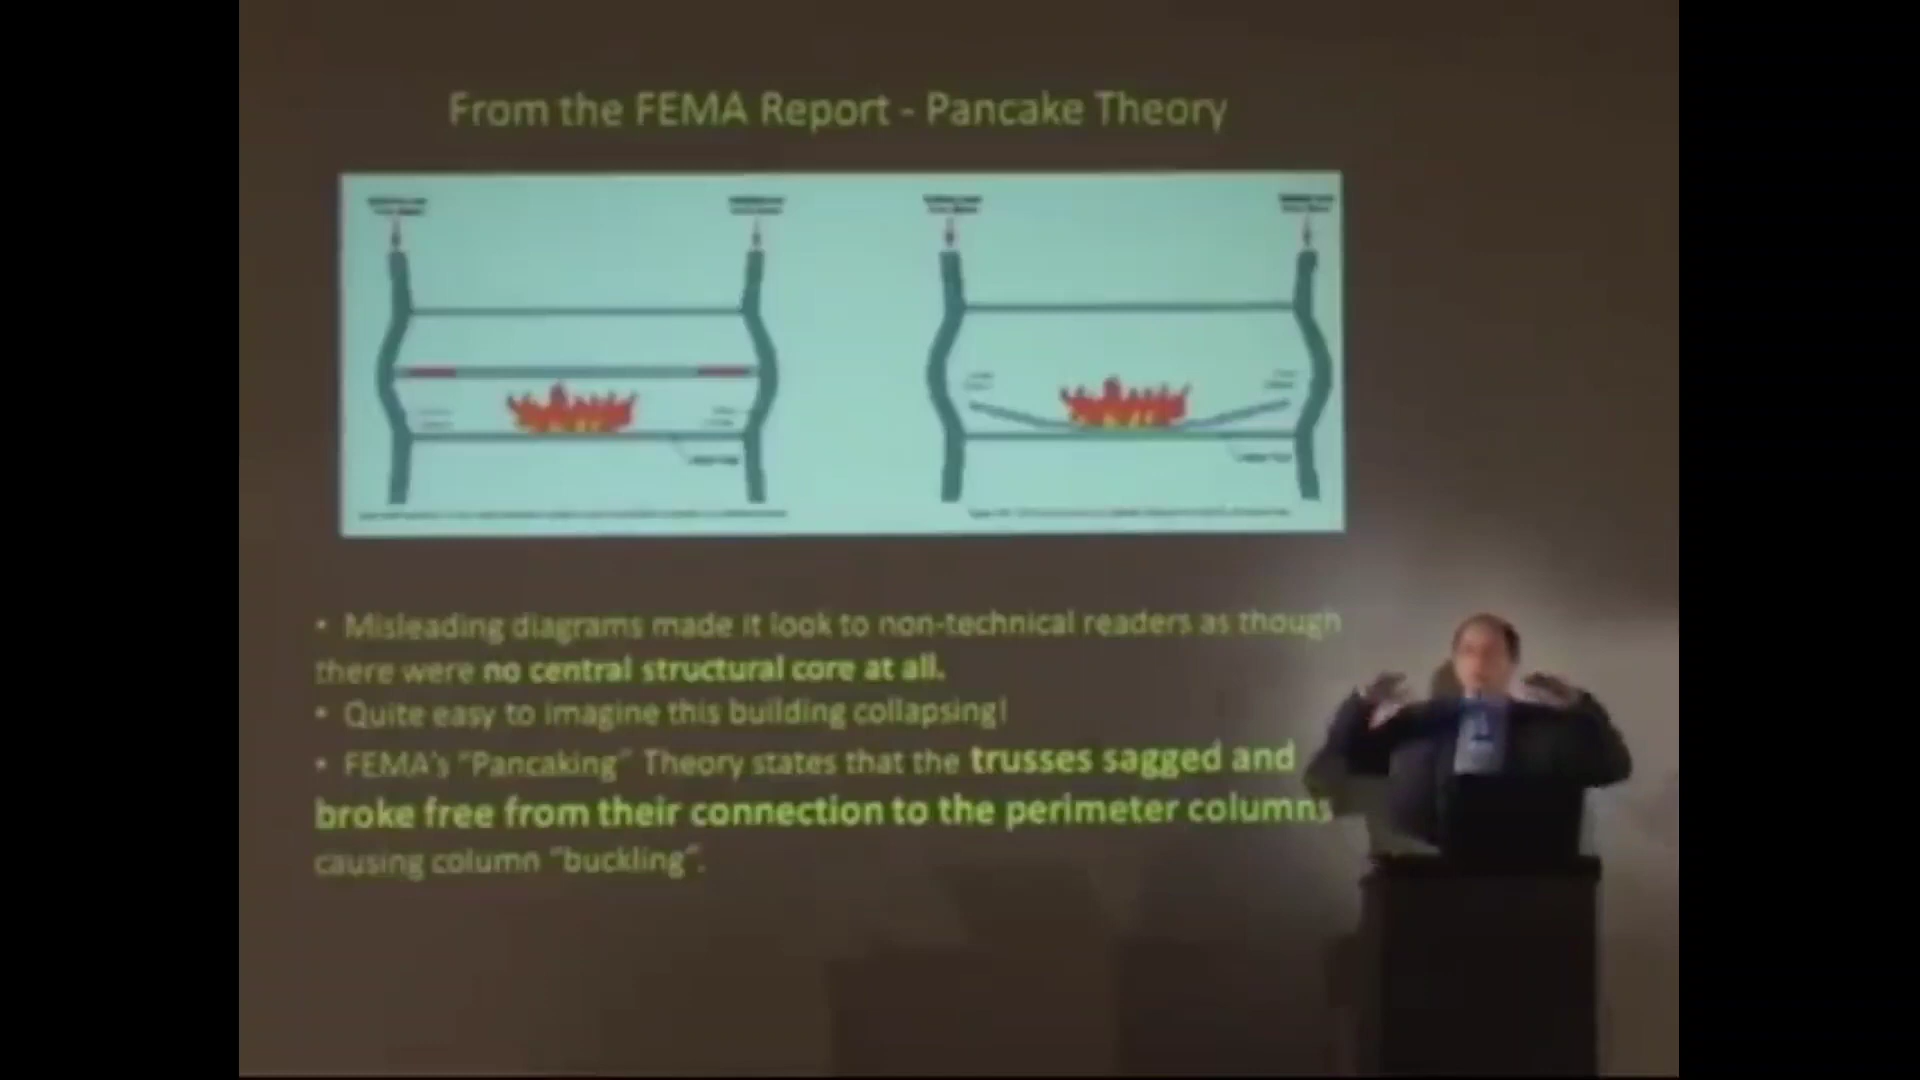 From the FEMA Report - Pancake Theory
• Misleading diagrams made it look to non-technical readers as though
there were no central structural core at all.
• Quite easy to imagine this building collapsing!
• FEMA's "Pancaking" Theory states that the trusses sagged and
broke free from their connection to the perimeter columns
causing column "buckling".